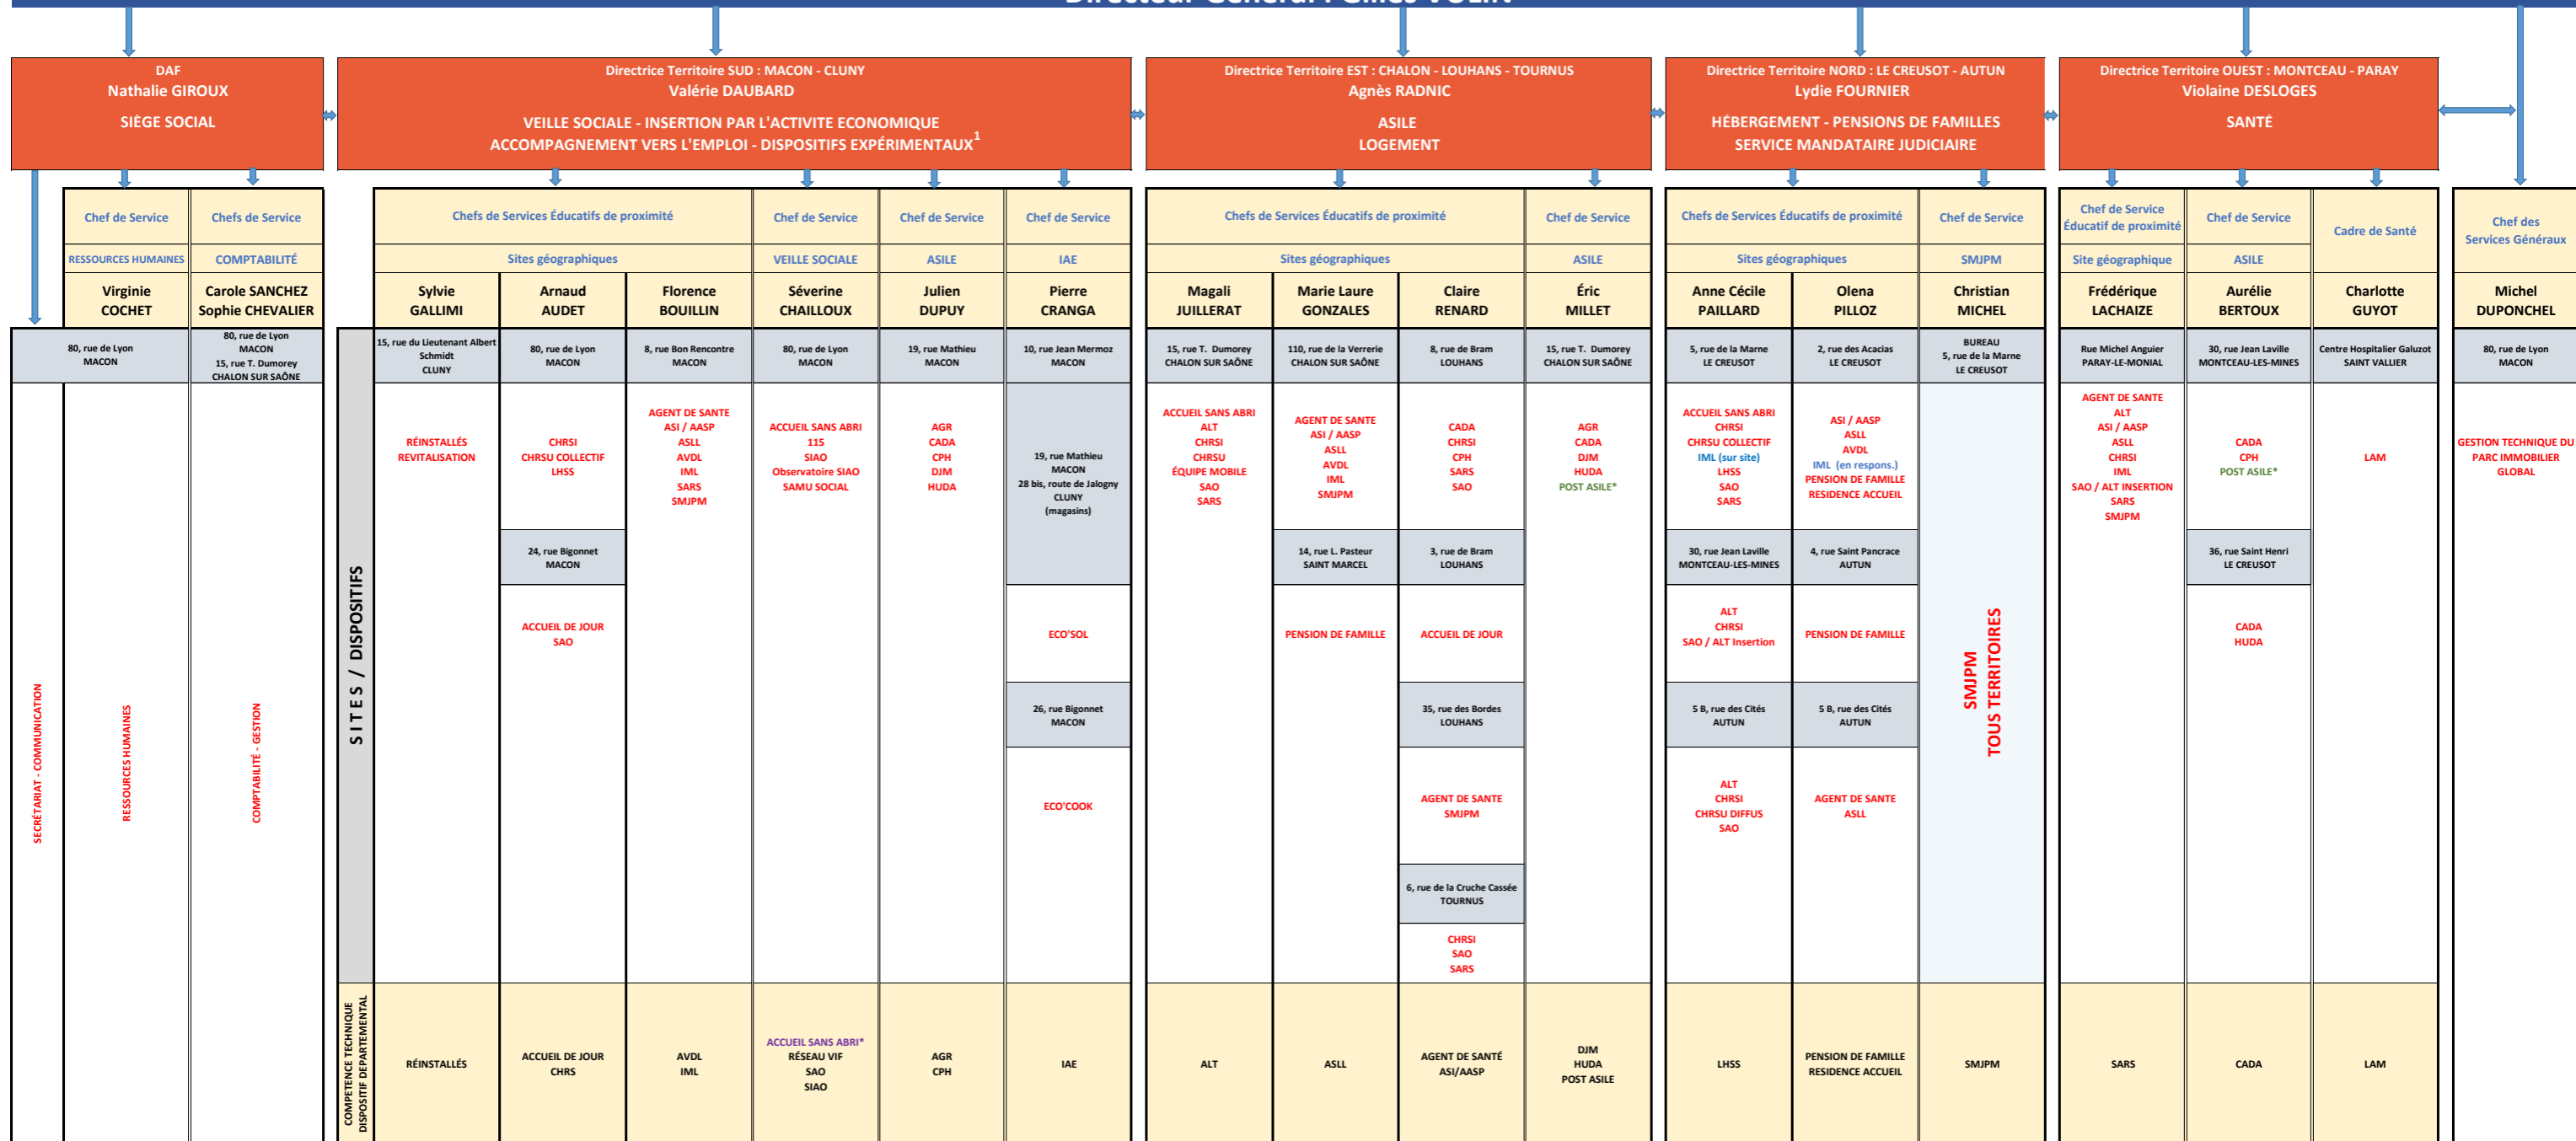 Directeur Général : Gilles VOLIN
DAF
Nathalie GIROUX
SIÈGE SOCIAL
Directrice Territoire SUD : MACON - CLUNY
Valérie DAUBARD
VEILLE SOCIALE - INSERTION PAR L'ACTIVITE ECONOMIQUE
ACCOMPAGNEMENT VERS L'EMPLOI - DISPOSITIFS EXPÉRIMENTAUX1
Directrice Territoire EST : CHALON - LOUHANS - TOURNUS
Agnès RADNIC
ASILE
LOGEMENT
Directrice Territoire NORD : LE CREUSOT - AUTUN
Lydie FOURNIER
HÉBERGEMENT - PENSIONS DE FAMILLES
SERVICE MANDATAIRE JUDICIAIRE
Directrice Territoire OUEST : MONTCEAU - PARAY
Violaine DESLOGES
SANTÉ
Chef de Service
RESSOURCES HUMAINES
Virginie
COCHET
Chefs de Service
COMPTABILITÉ
Carole SANCHEZ
Sophie CHEVALIER
80, rue de Lyon
MACON
80, rue de Lyon
MACON
15, rue T. Dumorey
CHALON SUR SAÔNE
SECRÉTARIAT - COMMUNICATION
RESSOURCES HUMAINES
COMPTABILITÉ - GESTION
SITES / DISPOSITIFS
COMPETENCE TECHNIQUE
DISPOSITIF DEPARTEMENTAL
Chefs de Services Éducatifs de proximité
Sites géographiques
Sylvie
GALLIMI
15, rue du Lieutenant Albert
Schmidt
CLUNY
RÉINSTALLÉS
REVITALISATION
RÉINSTALLÉS
Arnaud
AUDET
80, rue de Lyon
MACON
CHRSI
CHRSU COLLECTIF
LHSS
24, rue Bigonnet
MACON
ACCUEIL DE JOUR
SAO
ACCUEIL DE JOUR
CHRS
Florence
BOUILLIN
8, rue Bon Rencontre
MACON
AGENT DE SANTE
ASI / AASP
ASLL
AVDL
IML
SARS
SMJPM
AVDL
IML
Chef de Service
VEILLE SOCIALE
Séverine
CHAILLOUX
80, rue de Lyon
MACON
ACCUEIL SANS ABRI
115
SIAO
Observatoire SIAO
SAMU SOCIAL
ACCUEIL SANS ABRI*
RÉSEAU VIF
SAO
SIAO
Chef de Service
ASILE
Julien
DUPUY
19, rue Mathieu
MACON
AGR
CADA
CPH
DJM
HUDA
AGR
CPH
Chef de Service
IAE
Pierre
CRANGA
10, rue Jean Mermoz
MACON
19, rue Mathieu
MACON
28 bis, route de Jalogny
CLUNY
(magasins)
ECO'SOL
26, rue Bigonnet
MACON
ECO'COOK
IAE
Chefs de Services Éducatifs de proximité
Sites géographiques
Magali
JUILLERAT
15, rue T. Dumorey
CHALON SUR SAÔNE
ACCUEIL SANS ABRI
ALT
CHRSI
CHRSU
ÉQUIPE MOBILE
SAO
SARS
ALT
Marie Laure
GONZALES
110, rue de la Verrerie
CHALON SUR SAÔNE
AGENT DE SANTE
ASI / AASP
ASLL
AVDL
IML
SMJPM
14, rue L. Pasteur
SAINT MARCEL
PENSION DE FAMILLE
ASLL
Claire
RENARD
8, rue de Bram
LOUHANS
CADA
CHRSI
CPH
SARS
SAO
3, rue de Bram
LOUHANS
ACCUEIL DE JOUR
35, rue des Bordes
LOUHANS
AGENT DE SANTE
SMJPM
6, rue de la Cruche Cassée
TOURNUS
CHRSI
SAO
SARS
AGENT DE SANTÉ
ASI/AASP
Chef de Service
ASILE
Éric
MILLET
15, rue T. Dumorey
CHALON SUR SAÔNE
AGR
CADA
DJM
HUDA
POST ASILE*
DJM
HUDA
POST ASILE
Chefs de Services Éducatifs de proximité
Sites géographiques
Anne Cécile
PAILLARD
5, rue de la Marne
LE CREUSOT
ACCUEIL SANS ABRI
CHRSI
CHRSU COLLECTIF
IML (sur site)
LHSS
SAO
SARS
30, rue Jean Laville
MONTCEAU-LES-MINES
ALT
CHRSI
SAO / ALT Insertion
5 B, rue des Cités
AUTUN
ALT
CHRSI
CHRSU DIFFUS
SAO
LHSS
Olena
PILLOZ
2, rue des Acacias
LE CREUSOT
ASI / AASP
ASLL
AVDL
IML (en respons.)
PENSION DE FAMILLE
RESIDENCE ACCUEIL
4, rue Saint Pancrace
AUTUN
PENSION DE FAMILLE
5 B, rue des Cités
AUTUN
AGENT DE SANTE
ASLL
PENSION DE FAMILLE
RESIDENCE ACCUEIL
Chef de Service
SMJPM
Christian
MICHEL
BUREAU
5, rue de la Marne
LE CREUSOT
SMJPM
TOUS TERRITOIRES
SMJPM
Chef de Service
Éducatif de proximité
Site géographique
Frédérique
LACHAIZE
Rue Michel Anguier
PARAY-LE-MONIAL
AGENT DE SANTE
ALT
ASI / AASP
ASLL
CHRSI
IML
SAO / ALT INSERTION
SARS
SMJPM
SARS
Chef de Service
ASILE
Aurélie
BERTOUX
30, rue Jean Laville
MONTCEAU-LES-MINES
CADA
CPH
POST ASILE*
36, rue Saint Henri
LE CREUSOT
CADA
HUDA
CADA
Cadre de Santé
Charlotte
GUYOT
Centre Hospitalier Galuzot
SAINT VALLIER
LAM
LAM
Chef des
Services Généraux
Michel
DUPONCHEL
80, rue de Lyon
MACON
GESTION TECHNIQUE DU
PARC IMMOBILIER
GLOBAL